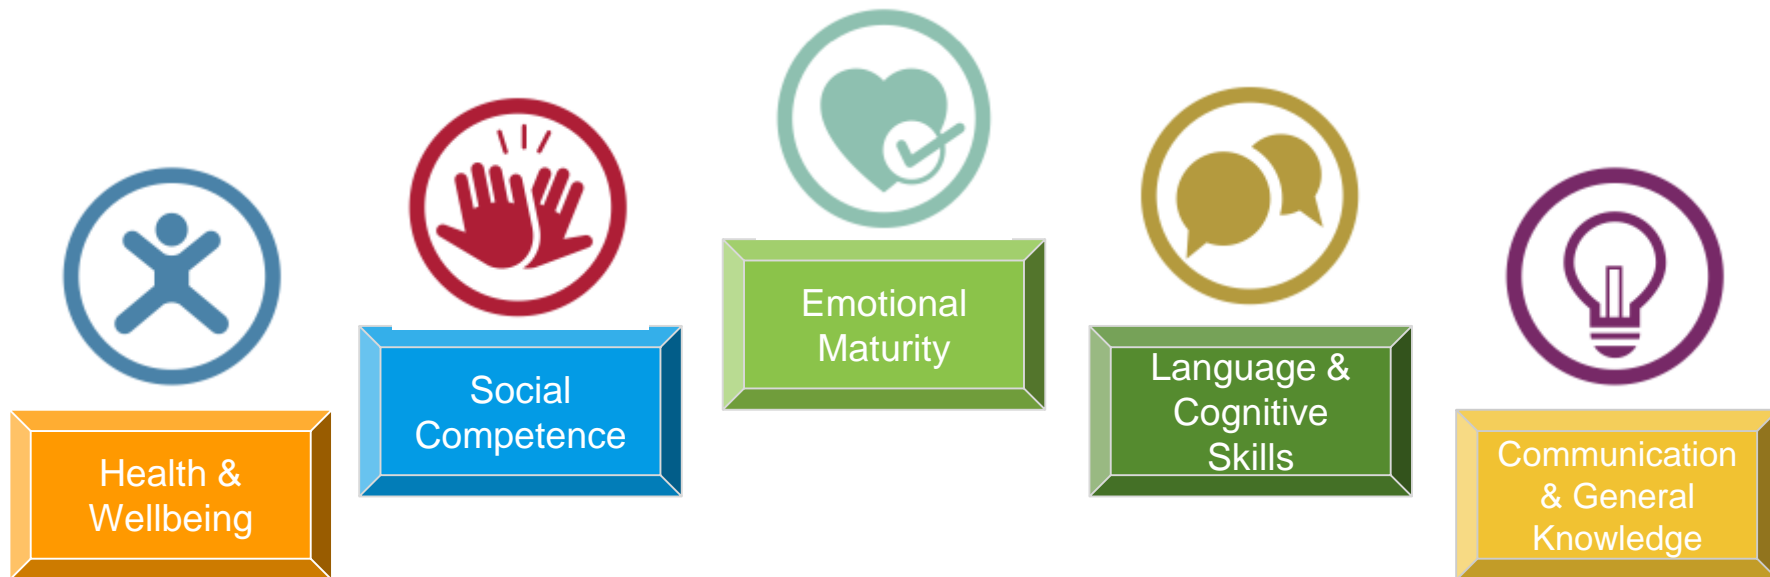 Health &
Wellbeing
Social
Competence
Emotional
Maturity
Language &
Cognitive
Skills
Communication
& General
Knowledge